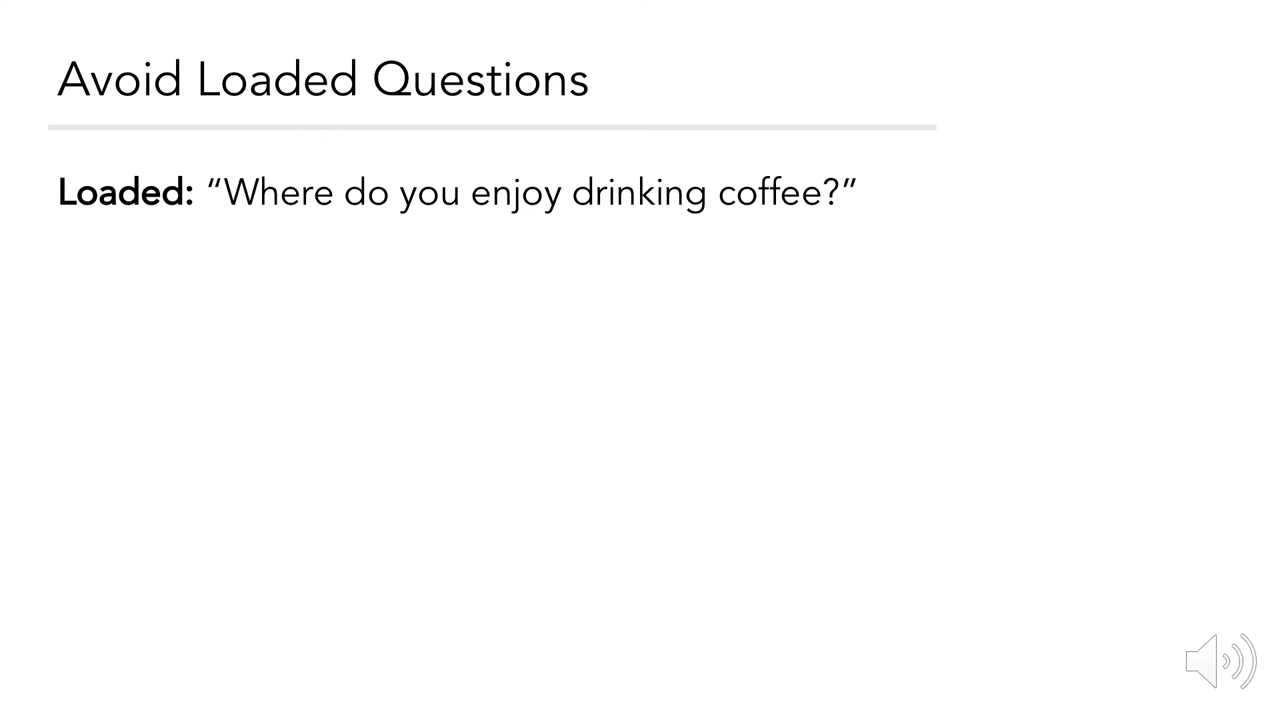 Avoid Loaded Questions
Loaded: “Where do you enjoy drinking coffee?”